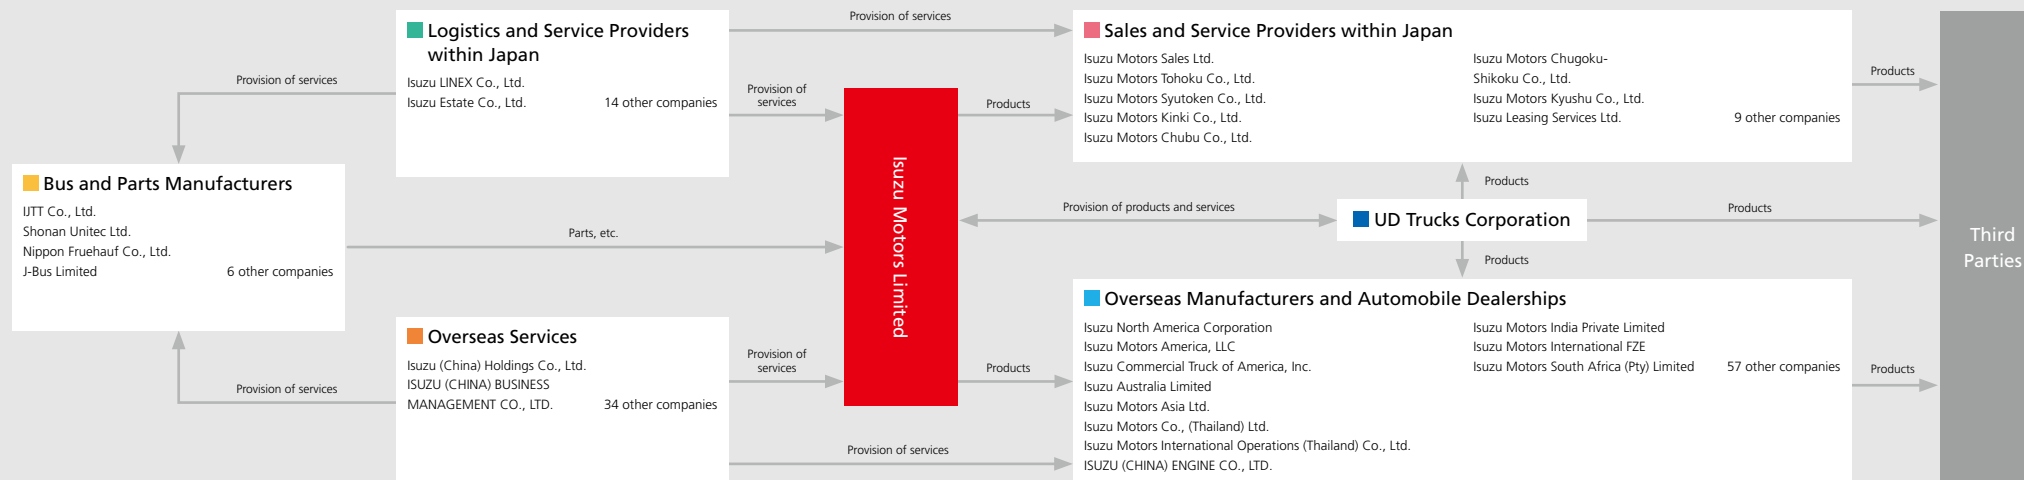 Logistics and Service Providers
within Japan
Isuzu LINEX Co., Ltd.
Isuzu Estate Co., Ltd.
14 other companies
Provision of services
Provision of services
Provision of
services
Bus and Parts Manufacturers
IJTT Co., Ltd.
Shonan Unitec Ltd.
Nippon Fruehauf Co., Ltd.
J-Bus Limited
6 other companies
Parts, etc.
Provision of services
Overseas Services
Isuzu (China) Holdings Co., Ltd.
ISUZU (CHINA) BUSINESS
MANAGEMENT CO., LTD.
34 other companies
Provision of
services
Provision of services
Isuzu Motors Limited
Products
Provision of products and services
Products
Sales and Service Providers within Japan
Isuzu Motors Sales Ltd.
Isuzu Motors Tohoku Co., Ltd.
Isuzu Motors Syutoken Co., Ltd.
Isuzu Motors Kinki Co., Ltd.
Isuzu Motors Chubu Co., Ltd.
Isuzu Motors Chugoku-
Shikoku Co., Ltd.
Isuzu Motors Kyushu Co., Ltd.
Isuzu Leasing Services Ltd.
9 other companies
Products
Products
UD Trucks Corporation
Products
Products
Overseas Manufacturers and Automobile Dealerships
Isuzu North America Corporation
Isuzu Motors America, LLC
Isuzu Commercial Truck of America, Inc.
Isuzu Australia Limited
Isuzu Motors Asia Ltd.
Isuzu Motors Co., (Thailand) Ltd.
Isuzu Motors International Operations (Thailand) Co., Ltd.
ISUZU (CHINA) ENGINE CO., LTD.
Isuzu Motors India Private Limited
Isuzu Motors International FZE
Isuzu Motors South Africa (Pty) Limited
57 other companies
Products
Third
Parties